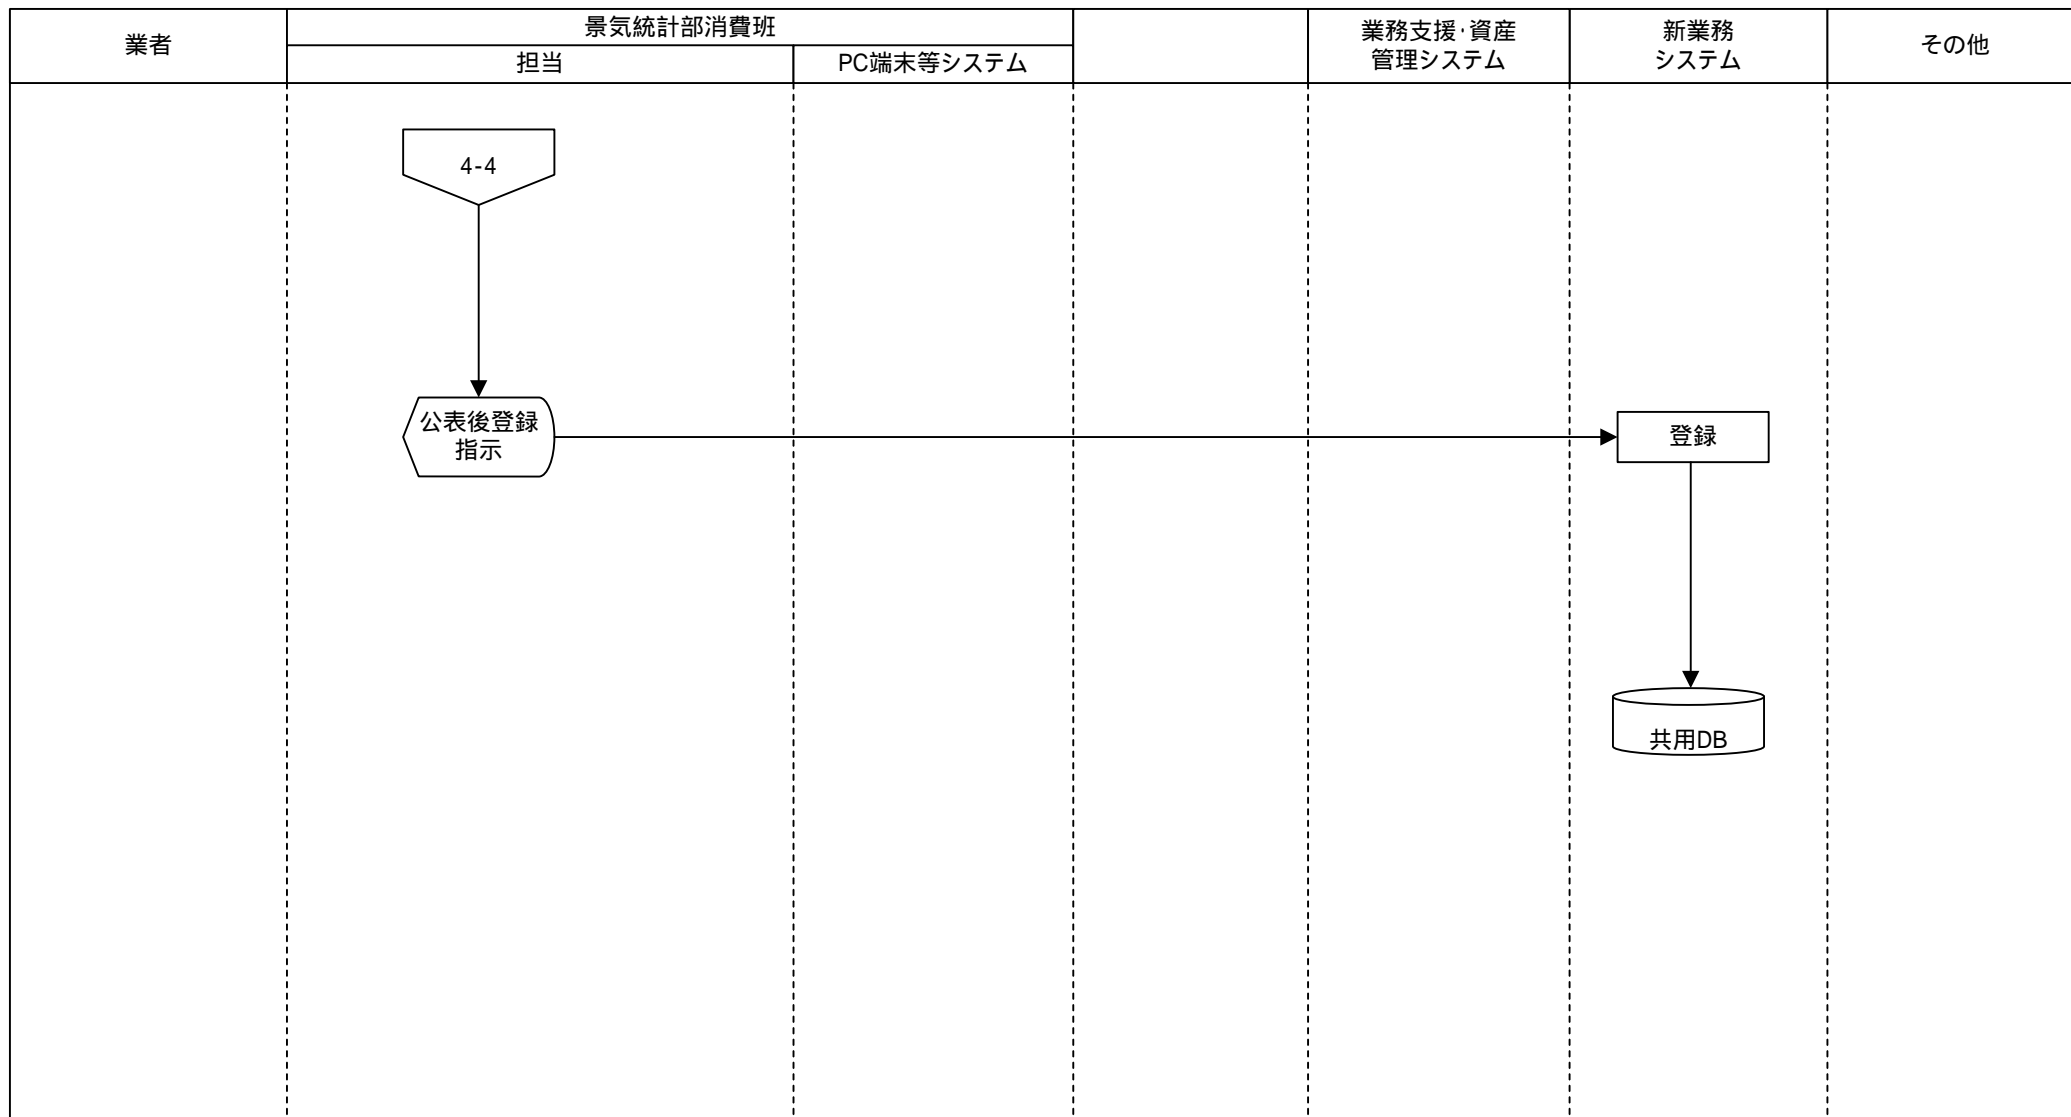 業者
景気統計部消費班
担当
PC端末等システム
業務支援・資産
管理システム
新業務
システム
その他
4-4
公表後登録
指示
登録
共用DB